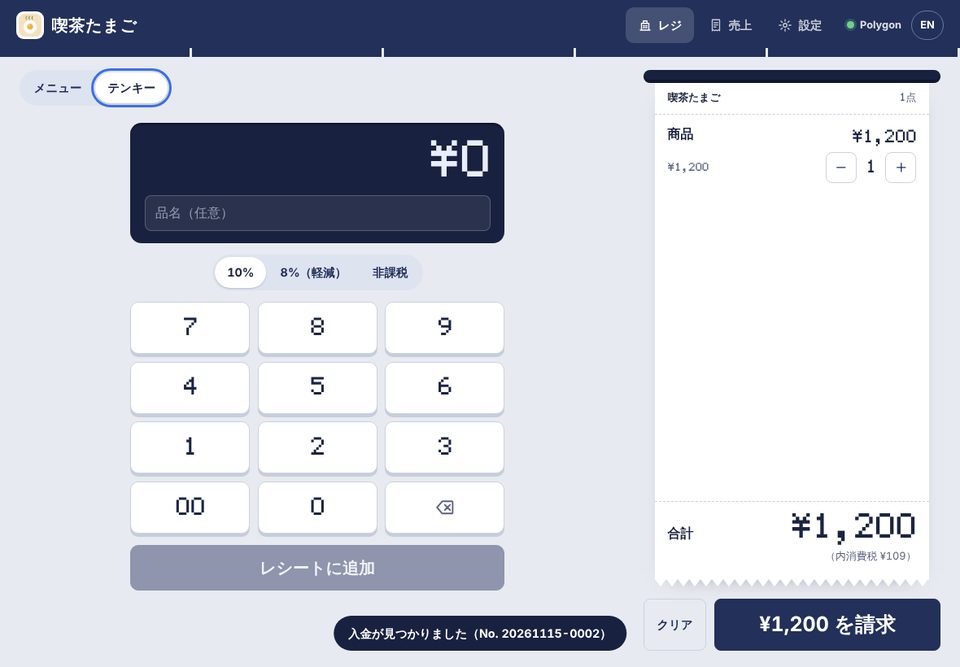 喫茶たまご
レジ
売上
設定
Polygon
EN
メニュー
テンキー
¥0
品名（任意）
10%
8%（軽減）
非課税
7
8
9
4
5
6
1
2
3
00
0
レシートに追加
喫茶たまご 1点
商品 ¥1,200
¥1,200 − 1 +
合計 ¥1,200
（内消費税 ¥109）
クリア
¥1,200 を請求
入金が見つかりました（No. 20261115-0002）